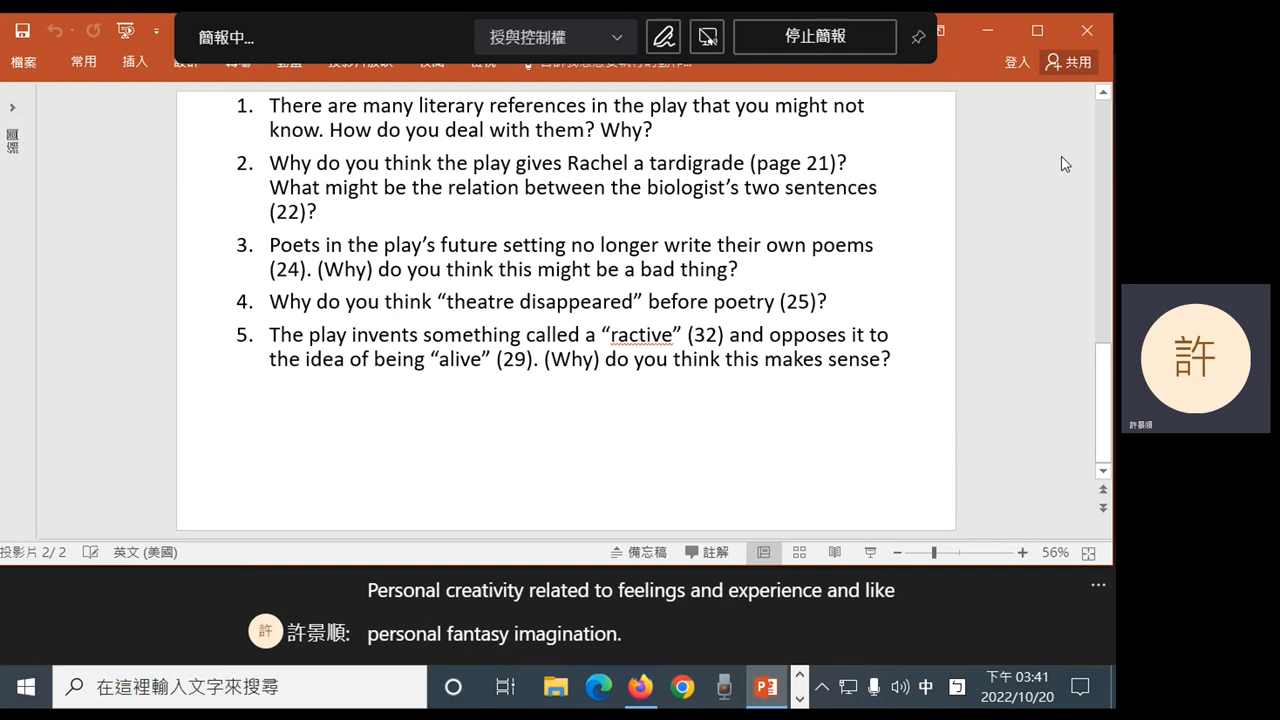 簡報中...
授與控制權
停止簡報
檔案
常用
插入
登入
共用
1. There are many literary references in the play that you might not
know. How do you deal with them? Why?
2. Why do you think the play gives Rachel a tardigrade (page 21)?
What might be the relation between the biologist’s two sentences
(22)?
3. Poets in the play’s future setting no longer write their own poems
(24). (Why) do you think this might be a bad thing?
4. Why do you think “theatre disappeared” before poetry (25)?
5. The play invents something called a “ractive” (32) and opposes it to
the idea of being “alive” (29). (Why) do you think this makes sense?
許
許景順
投影片 2/ 2
英文 (美國)
備忘稿
註解
56%
Personal creativity related to feelings and experience and like
許
許景順:
personal fantasy imagination.
在這裡輸入文字來搜尋
中
下午 03:41
2022/10/20